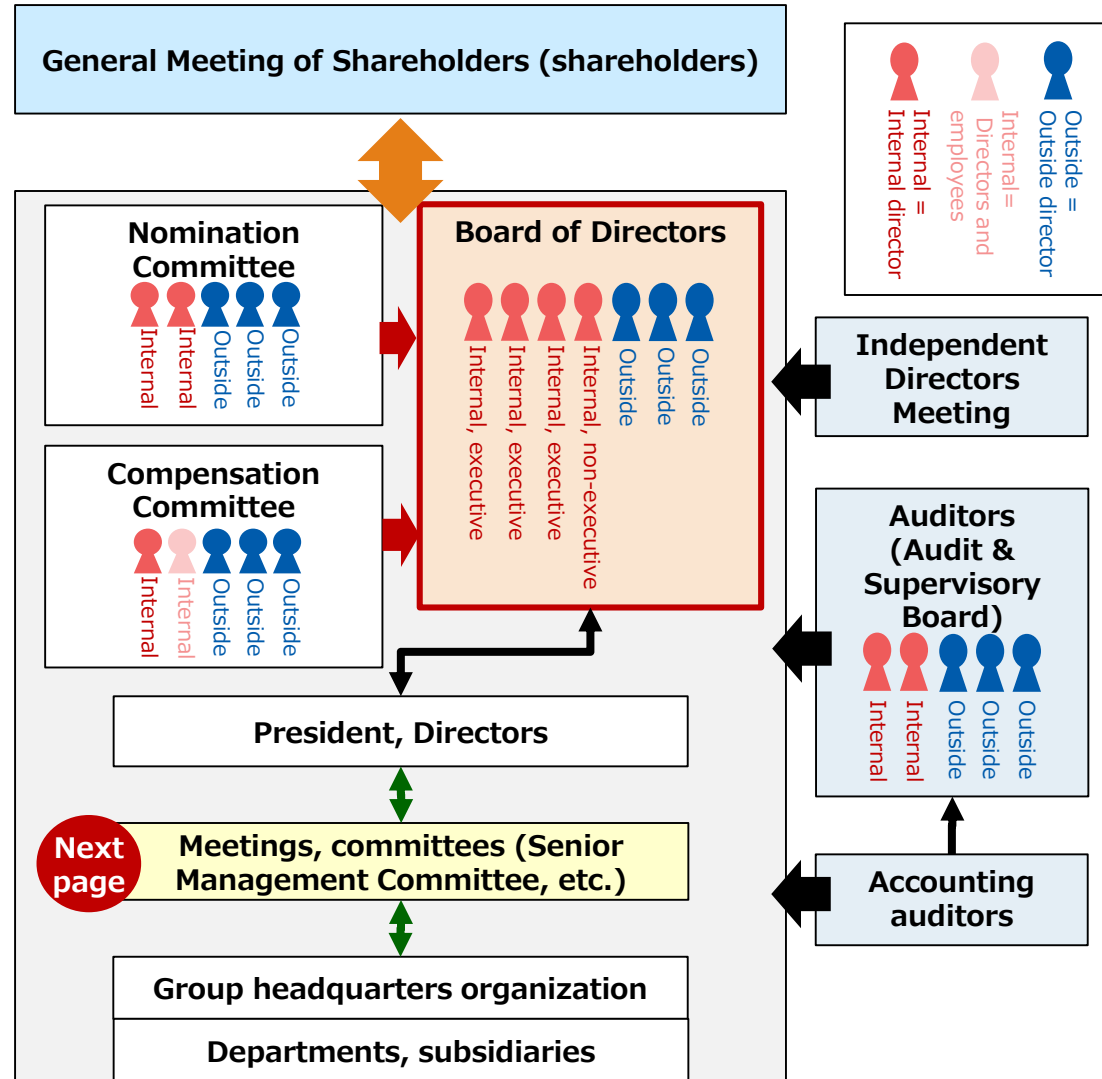 General Meeting of Shareholders (shareholders)
Internal =
Internal director
Internal=
Directors and
employees
Outside =
Outside director
Nomination
Committee
Internal
Internal
Outside
Outside
Outside
Board of Directors
Internal, executive
Internal, executive
Internal, executive
Internal, non-executive
Outside
Outside
Outside
Independent
Directors
Meeting
Compensation
Committee
Internal
Internal
Outside
Outside
Outside
Auditors
(Audit &
Supervisory
Board)
Internal
Internal
Outside
Outside
Outside
President, Directors
Next
page
Meetings, committees (Senior
Management Committee, etc.)
Accounting
auditors
Group headquarters organization
Departments, subsidiaries